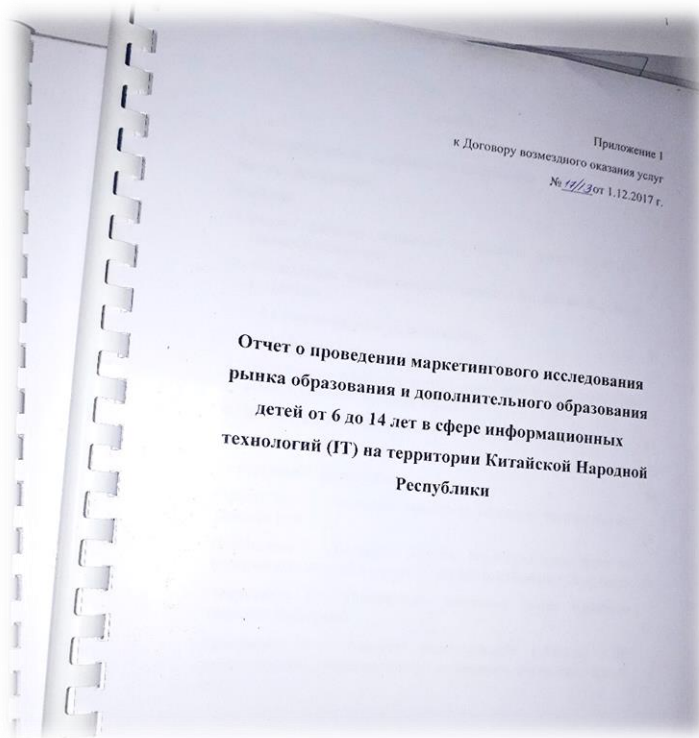 Приложение 1
к Договору возмездного оказания услуг
№ 17/13 от 1.12.2017 г.
Отчет о проведении маркетингового исследования
рынка образования и дополнительного образования
детей от 6 до 14 лет в сфере информационных
технологий (IT) на территории Китайской Народной
Республики